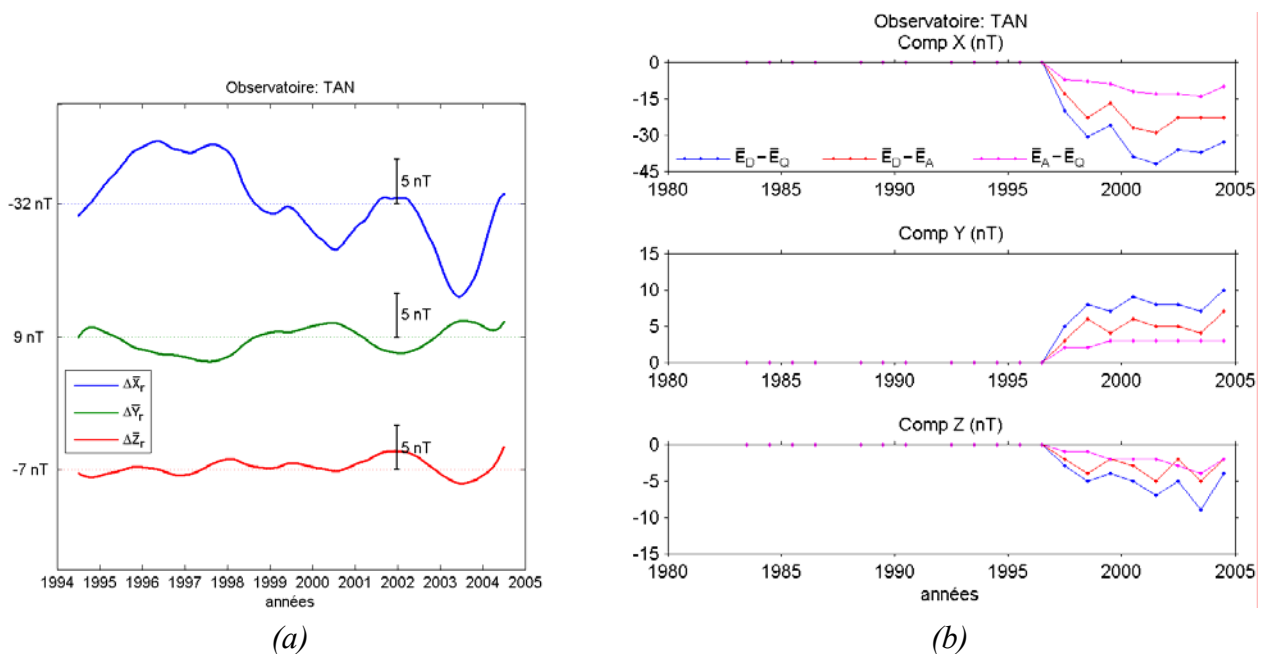 Observatoire: TAN
-32 nT
5 nT
9 nT
5 nT
ΔX̄r
ΔȲr
ΔZ̄r
-7 nT
5 nT
1994 1995 1996 1997 1998 1999 2000 2001 2002 2003 2004 2005
années
(a)
Observatoire: TAN
Comp X (nT)
0
-15
-30
-45
ĒD−ĒQ ĒD−ĒA ĒA−ĒQ
1980 1985 1990 1995 2000 2005
Comp Y (nT)
15
10
5
0
1980 1985 1990 1995 2000 2005
Comp Z (nT)
0
-5
-10
-15
1980 1985 1990 1995 2000 2005
années
(b)